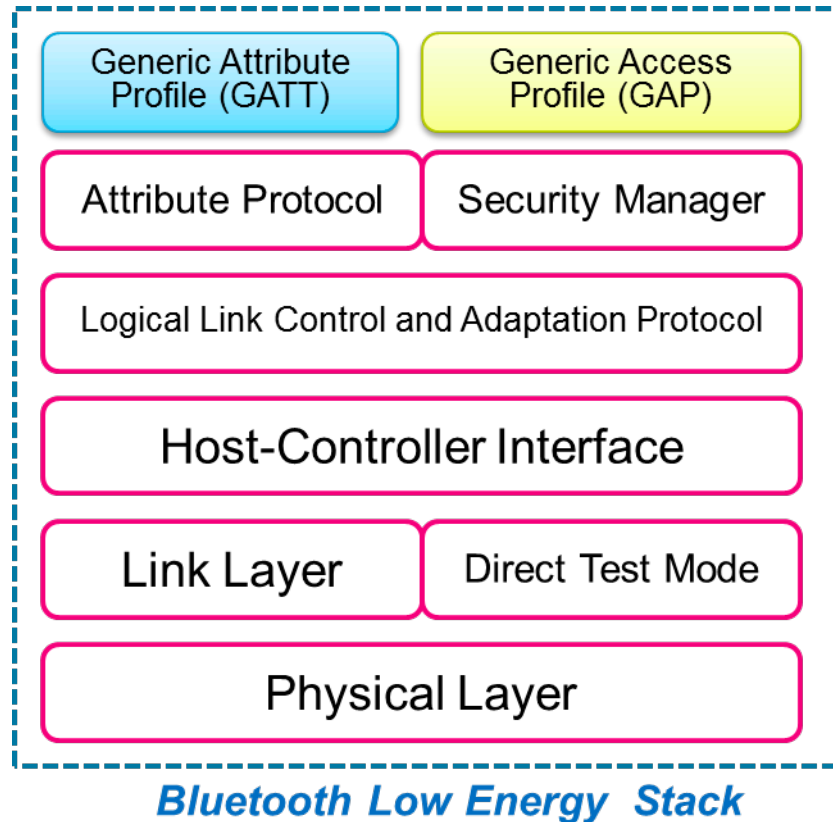 Generic Attribute
Profile (GATT)
Generic Access
Profile (GAP)
Attribute Protocol
Security Manager
Logical Link Control and Adaptation Protocol
Host-Controller Interface
Link Layer
Direct Test Mode
Physical Layer
Bluetooth Low Energy Stack